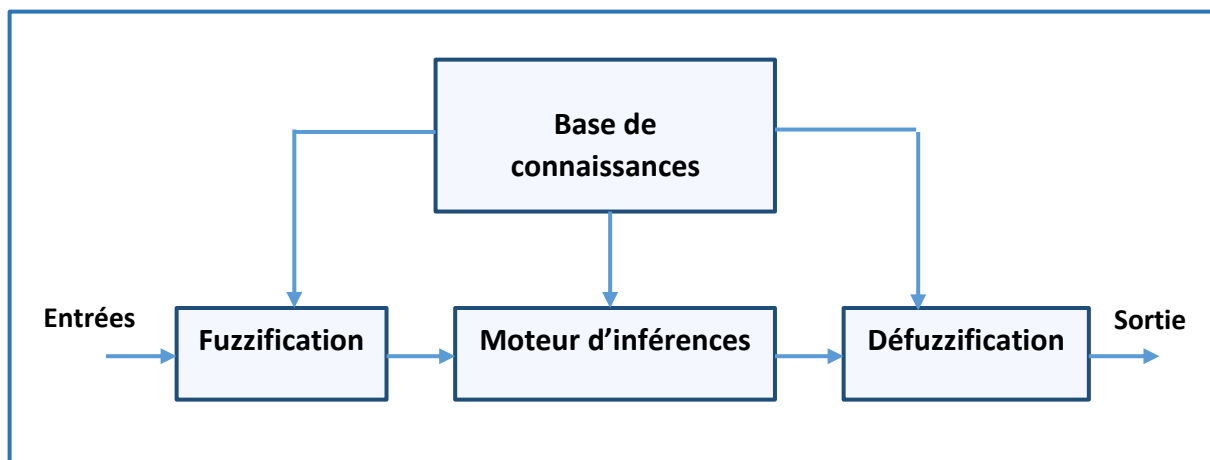 Base de
connaissances
Entrées
Fuzzification
Moteur d’inférences
Défuzzification
Sortie